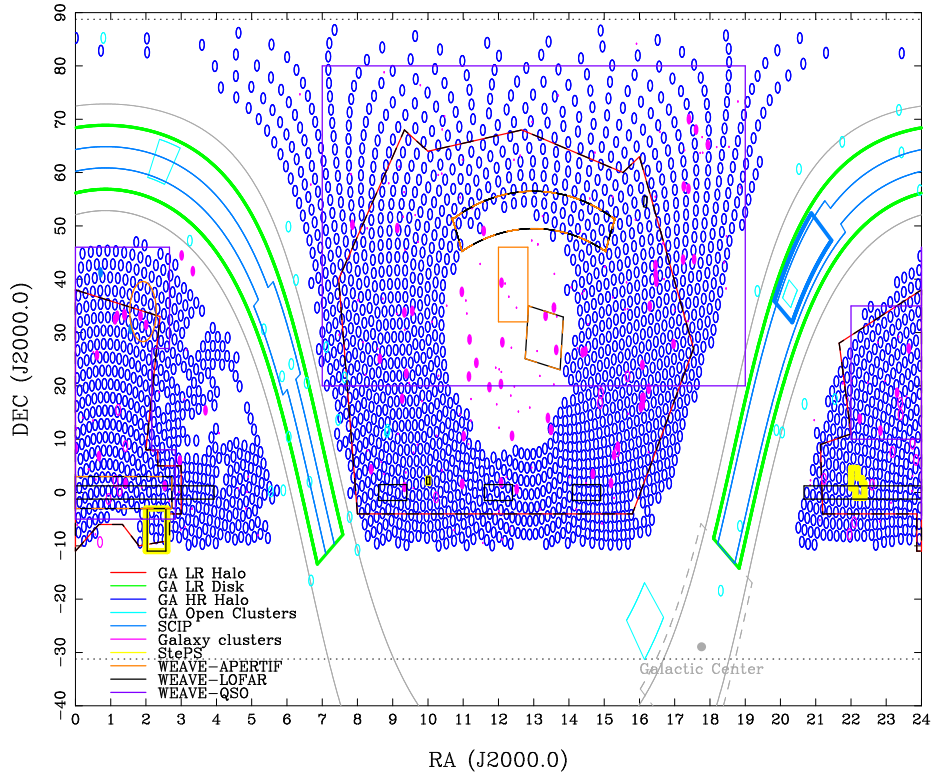 90
80
70
60
50
40
30
20
10
0
−10
−20
−30
−40
DEC (J2000.0)
GA LR Halo
GA LR Disk
GA HR Halo
GA Open Clusters
SCIP
Galaxy clusters
StePS
WEAVE−APERTIF
WEAVE−LOFAR
WEAVE−QSO
Galactic Center
0 1 2 3 4 5 6 7 8 9 10 11 12 13 14 15 16 17 18 19 20 21 22 23 24
RA (J2000.0)